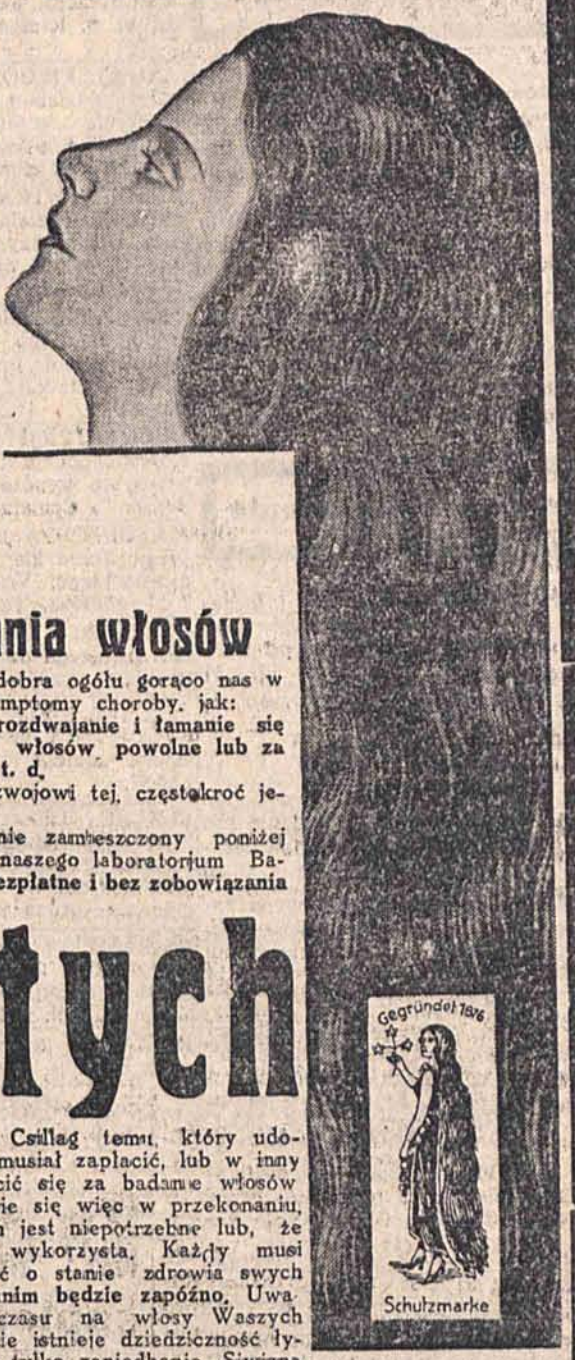 nia włosów
dobra ogółu gorąco nas w
mptomy choroby, jak:
rozdwajanie i łamanie się
włosów, powolne lub za
t. d.
zwojowi tej, częstokroć je-
nie zamieszczony poniżej
naszego laboratorjum Ba-
ezpłatne i bez zobowiązania
tych
Csillag temu, który udo-
musiał zapłacić, lub w inny
cić się za badanie włosów
ie się więc w przekonaniu,
jest niepotrzebne lub, że
wykorzysta. Każdy musi
ć o stanie zdrowia swych
nim będzie zapóźno. Uwa
czasu na włosy Waszych
ie istnieje dziedziczność ły-
tylko zaniedbanie. Siwizna
Gegründet 1876
Schutzmarke